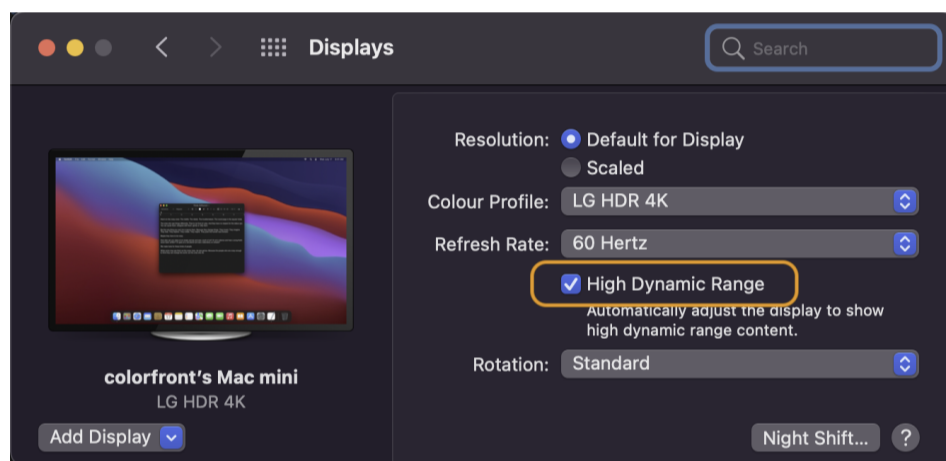 Displays
Search
Resolution: Default for Display
Scaled
Colour Profile: LG HDR 4K
Refresh Rate: 60 Hertz
High Dynamic Range
Automatically adjust the display to show
high dynamic range content.
Rotation: Standard
colorfront's Mac mini
LG HDR 4K
Add Display
Night Shift...
?